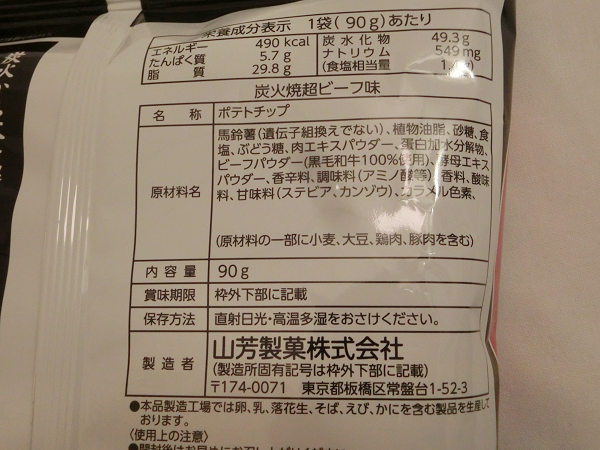 栄養成分表示 1袋(90g)あたり
エネルギー 490 kcal 炭水化物 49.3g
たんぱく質 5.7 g ナトリウム 549 mg
脂質 29.8 g (食塩相当量
炭火焼超ビーフ味
名称 ポテトチップ
原材料名
馬鈴薯(遺伝子組換えでない)、植物油脂、砂糖、食
塩、ぶどう糖、肉エキスパウダー、蛋白加水分解物、
ビーフパウダー(黒毛和牛100%使用)、酵母エキス
パウダー、香辛料、調味料(アミノ酸等)、香料、酸味
料、甘味料(ステビア、カンゾウ)、カラメル色素、
(原材料の一部に小麦、大豆、鶏肉、豚肉を含む)
内容量 90g
賞味期限 枠外下部に記載
保存方法 直射日光・高温多湿をおさけください。
製造者 山芳製菓株式会社
(製造所固有記号は枠外下部に記載)
〒174-0071 東京都板橋区常盤台1-52-3
●本品製造工場では卵、乳、落花生、そば、えび、かにを含む製品を生産して
おります。
〈使用上の注意〉